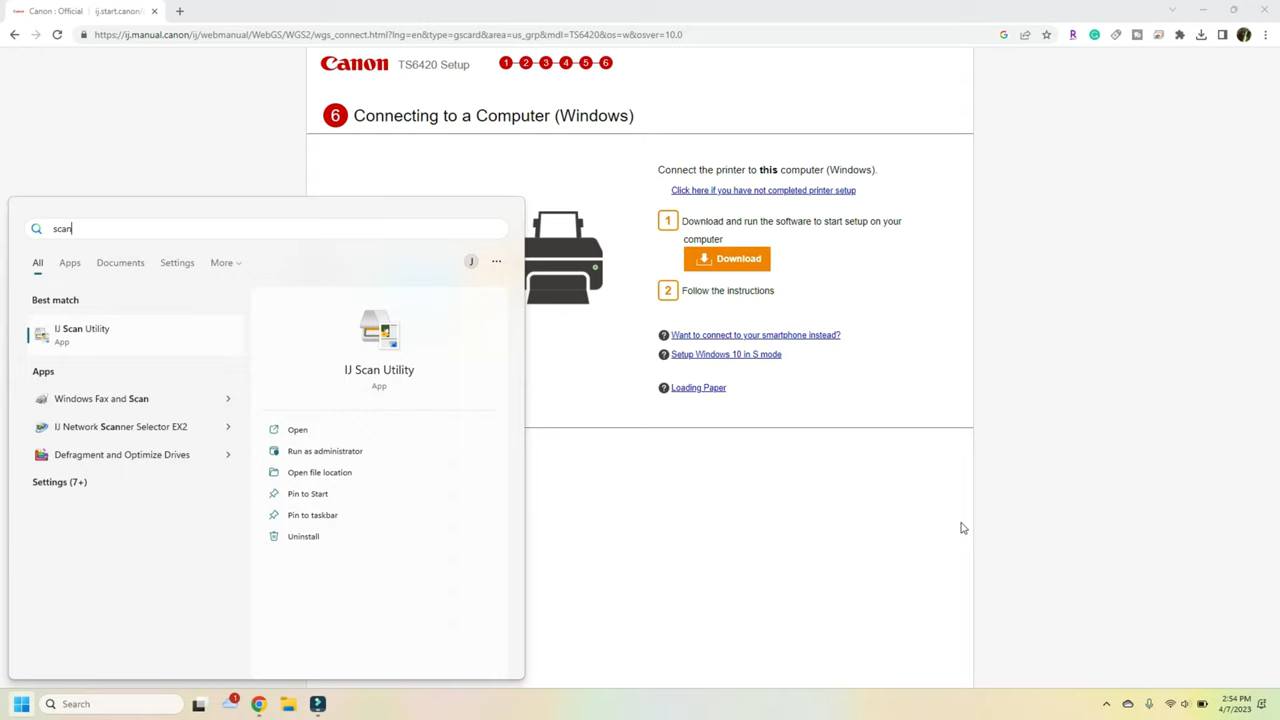 Canon : Official
ij.start.canon/
https://ij.manual.canon/ij/webmanual/WebGS/WGS2/wgs_connect.html?lng=en&type=gscard&area=us_grp&mdl=TS6420&os=w&osver=10.0
Canon TS6420 Setup 1 2 3 4 5 6
6 Connecting to a Computer (Windows)
Connect the printer to this computer (Windows).
Click here if you have not completed printer setup
1 Download and run the software to start setup on your
computer
Download
2 Follow the instructions
? Want to connect to your smartphone instead?
? Setup Windows 10 in S mode
? Loading Paper
scan
All Apps Documents Settings More
J
Best match
IJ Scan Utility
App
Apps
Windows Fax and Scan
IJ Network Scanner Selector EX2
Defragment and Optimize Drives
Settings (7+)
IJ Scan Utility
App
Open
Run as administrator
Open file location
Pin to Start
Pin to taskbar
Uninstall
Search
1
2:54 PM
4/7/2023